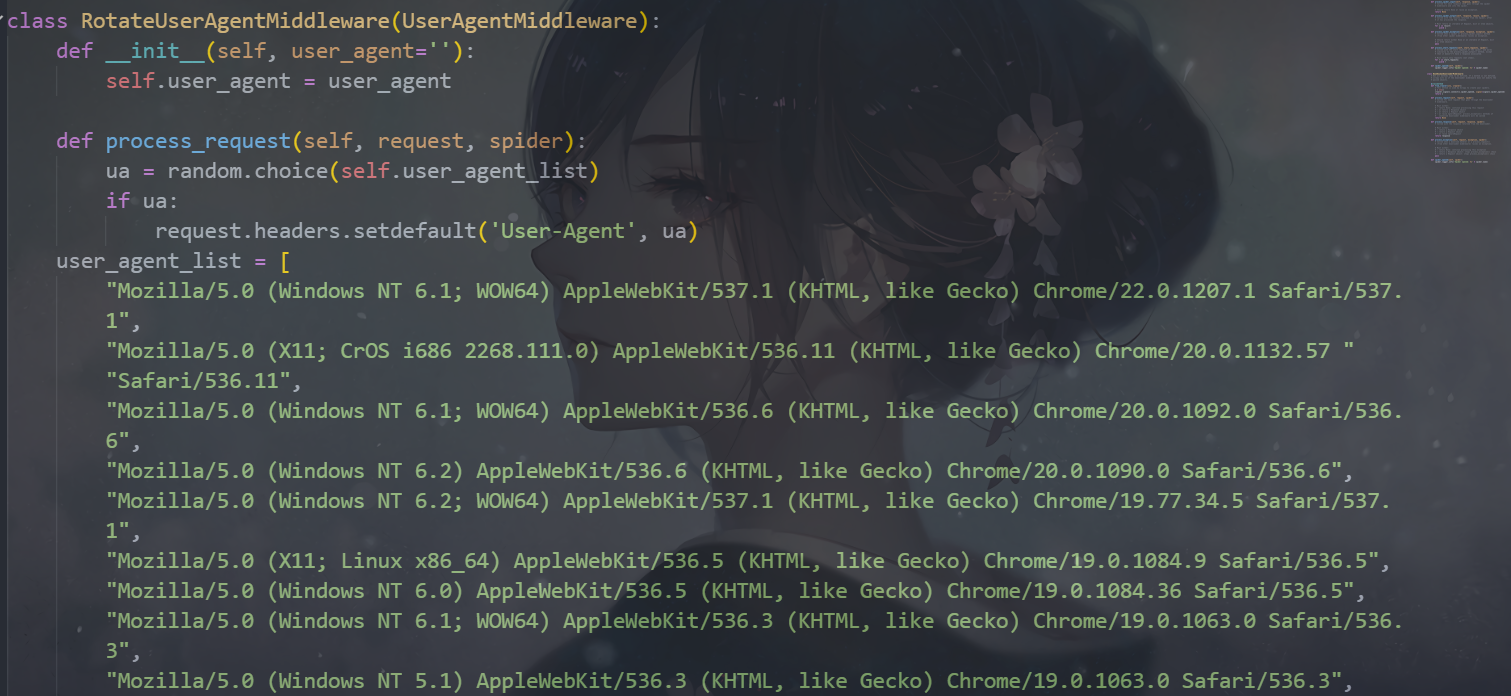 class RotateUserAgentMiddleware(UserAgentMiddleware):
    def __init__(self, user_agent=''):
        self.user_agent = user_agent

    def process_request(self, request, spider):
        ua = random.choice(self.user_agent_list)
        if ua:
            request.headers.setdefault('User-Agent', ua)
    user_agent_list = [
        "Mozilla/5.0 (Windows NT 6.1; WOW64) AppleWebKit/537.1 (KHTML, like Gecko) Chrome/22.0.1207.1 Safari/537.
        1",
        "Mozilla/5.0 (X11; CrOS i686 2268.111.0) AppleWebKit/536.11 (KHTML, like Gecko) Chrome/20.0.1132.57 "
        "Safari/536.11",
        "Mozilla/5.0 (Windows NT 6.1; WOW64) AppleWebKit/536.6 (KHTML, like Gecko) Chrome/20.0.1092.0 Safari/536.
        6",
        "Mozilla/5.0 (Windows NT 6.2) AppleWebKit/536.6 (KHTML, like Gecko) Chrome/20.0.1090.0 Safari/536.6",
        "Mozilla/5.0 (Windows NT 6.2; WOW64) AppleWebKit/537.1 (KHTML, like Gecko) Chrome/19.77.34.5 Safari/537.
        1",
        "Mozilla/5.0 (X11; Linux x86_64) AppleWebKit/536.5 (KHTML, like Gecko) Chrome/19.0.1084.9 Safari/536.5",
        "Mozilla/5.0 (Windows NT 6.0) AppleWebKit/536.5 (KHTML, like Gecko) Chrome/19.0.1084.36 Safari/536.5",
        "Mozilla/5.0 (Windows NT 6.1; WOW64) AppleWebKit/536.3 (KHTML, like Gecko) Chrome/19.0.1063.0 Safari/536.
        3",
        "Mozilla/5.0 (Windows NT 5.1) AppleWebKit/536.3 (KHTML, like Gecko) Chrome/19.0.1063.0 Safari/536.3",